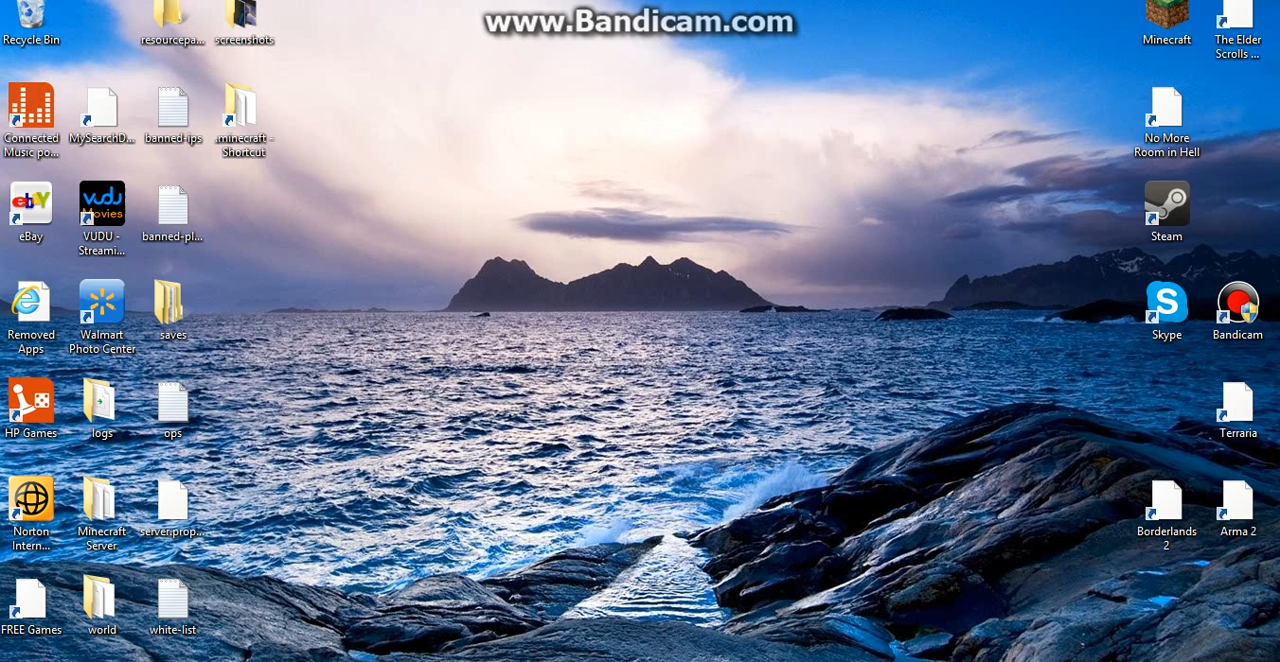 www.Bandicam.com
Recycle Bin
resourcepa...
screenshots
Minecraft
The Elder
Scrolls ...
Connected
Music po...
MySearchD...
banned-ips
.minecraft -
Shortcut
No More
Room in Hell
ebay
eBay
vudu
Movies
VUDU -
Streami...
banned-pl...
Steam
Removed
Apps
Walmart
Photo Center
saves
S
Skype
Bandicam
HP Games
logs
ops
Terraria
Norton
Intern...
Minecraft
Server
server.prop...
Borderlands
2
Arma 2
FREE Games
world
white-list